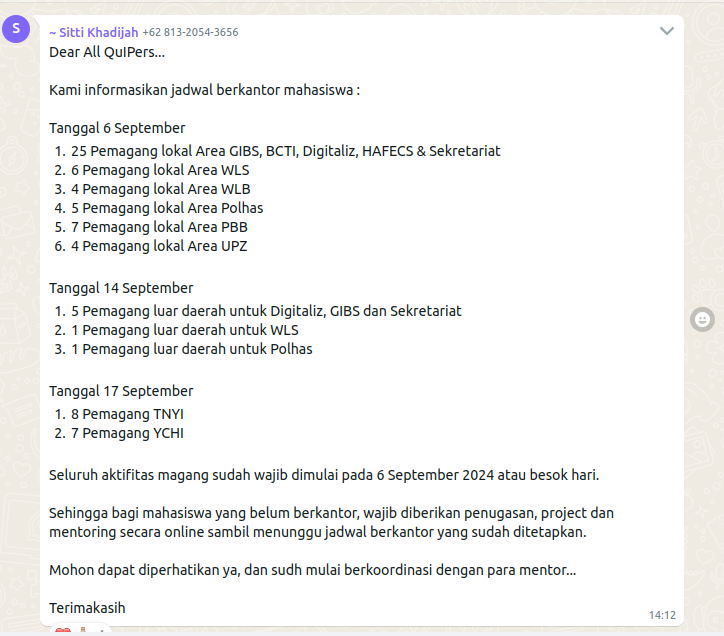 S
~ Sitti Khadijah +62 813-2054-3656
Dear All QuIPers...
Kami informasikan jadwal berkantor mahasiswa :
Tanggal 6 September
1. 25 Pemagang lokal Area GIBS, BCTI, Digitaliz, HAFECS & Sekretariat
2. 6 Pemagang lokal Area WLS
3. 4 Pemagang lokal Area WLB
4. 5 Pemagang lokal Area Polhas
5. 7 Pemagang lokal Area PBB
6. 4 Pemagang lokal Area UPZ
Tanggal 14 September
1. 5 Pemagang luar daerah untuk Digitaliz, GIBS dan Sekretariat
2. 1 Pemagang luar daerah untuk WLS
3. 1 Pemagang luar daerah untuk Polhas
Tanggal 17 September
1. 8 Pemagang TNYI
2. 7 Pemagang YCHI
Seluruh aktifitas magang sudah wajib dimulai pada 6 September 2024 atau besok hari.
Sehingga bagi mahasiswa yang belum berkantor, wajib diberikan penugasan, project dan
mentoring secara online sambil menunggu jadwal berkantor yang sudah ditetapkan.
Mohon dapat diperhatikan ya, dan sudh mulai berkoordinasi dengan para mentor...
Terimakasih
14:12